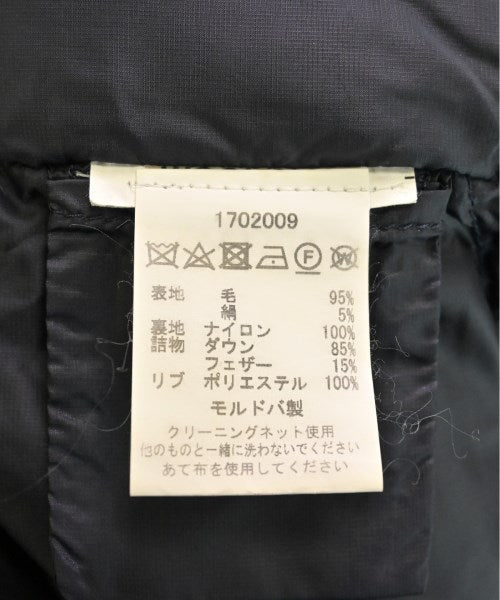 1702009
F W
表地 毛 95%
絹 5%
裏地 ナイロン 100%
詰物 ダウン 85%
フェザー 15%
リブ ポリエステル 100%
モルドバ製
クリーニングネット使用
他のものと一緒に洗わないでください
あて布を使用してください